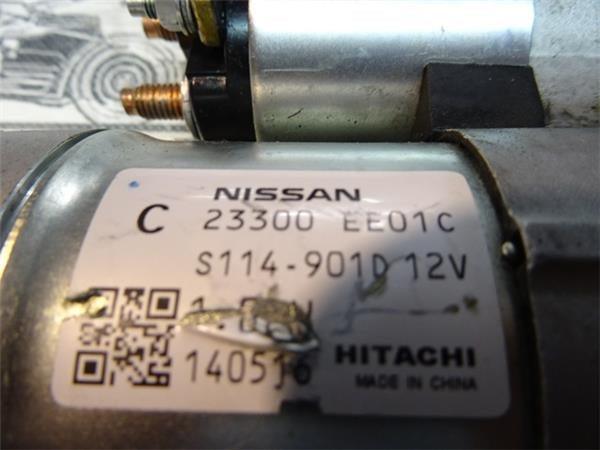 NISSAN
C 23300 EE01C
S114-901D 12V
HITACHI
MADE IN CHINA